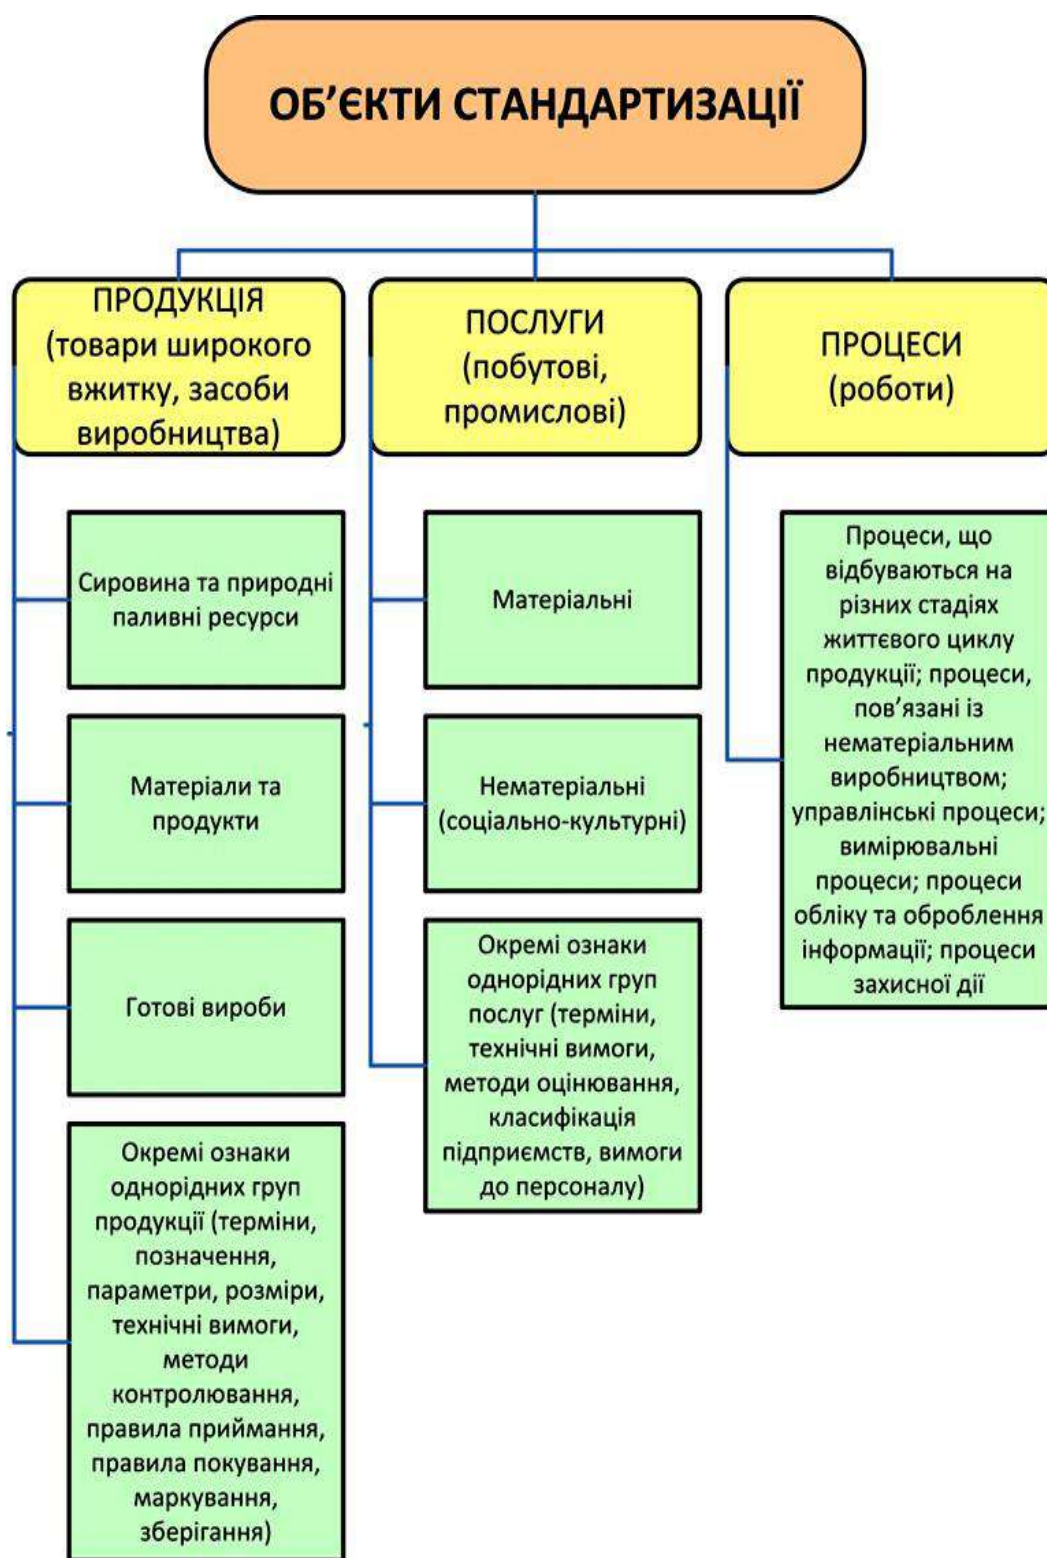 ОБ’ЄКТИ СТАНДАРТИЗАЦІЇ
ПРОДУКЦІЯ
(товари широкого
вжитку, засоби
виробництва)
Сировина та природні
паливні ресурси
Матеріали та
продукти
Готові вироби
Окремі ознаки
однорідних груп
продукції (терміни,
позначення,
параметри, розміри,
технічні вимоги,
методи
контролювання,
правила приймання,
правила покування,
маркування,
зберігання)
ПОСЛУГИ
(побутові,
промислові)
Матеріальні
Нематеріальні
(соціально-культурні)
Окремі ознаки
однорідних груп
послуг (терміни,
технічні вимоги,
методи оцінювання,
класифікація
підприємств, вимоги
до персоналу)
ПРОЦЕСИ
(роботи)
Процеси, що
відбуваються на
різних стадіях
життєвого циклу
продукції; процеси,
пов’язані із
нематеріальним
виробництвом;
управлінські процеси;
вимірювальні
процеси; процеси
обліку та оброблення
інформації; процеси
захисної дії